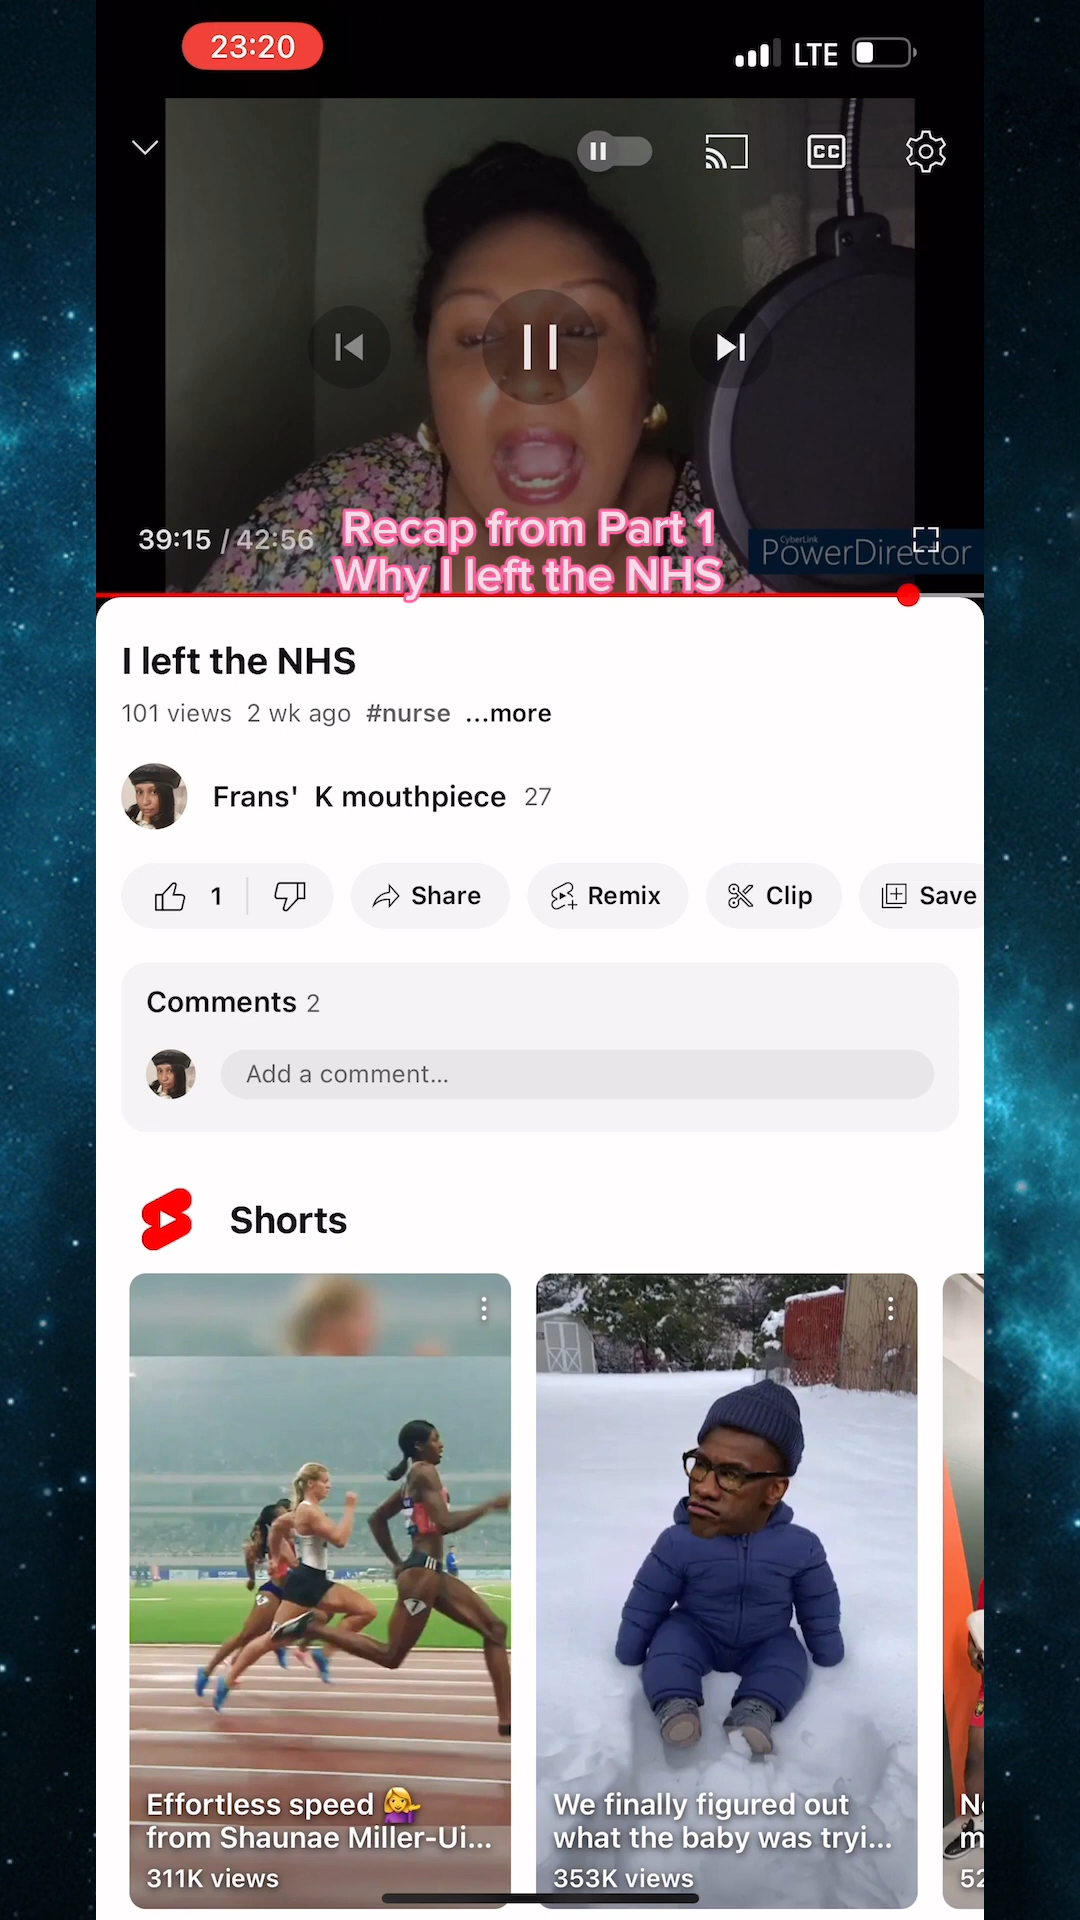 23:20
LTE
CC
39:15 / 42:56
Recap from Part 1
Why I left the NHS
CyberLink
PowerDirector
I left the NHS
101 views 2 wk ago #nurse ...more
Frans' K mouthpiece 27
1
Share
Remix
Clip
Save
Comments 2
Add a comment...
Shorts
Effortless speed 💁‍♀️
from Shaunae Miller-Ui...
311K views
We finally figured out
what the baby was tryi...
353K views